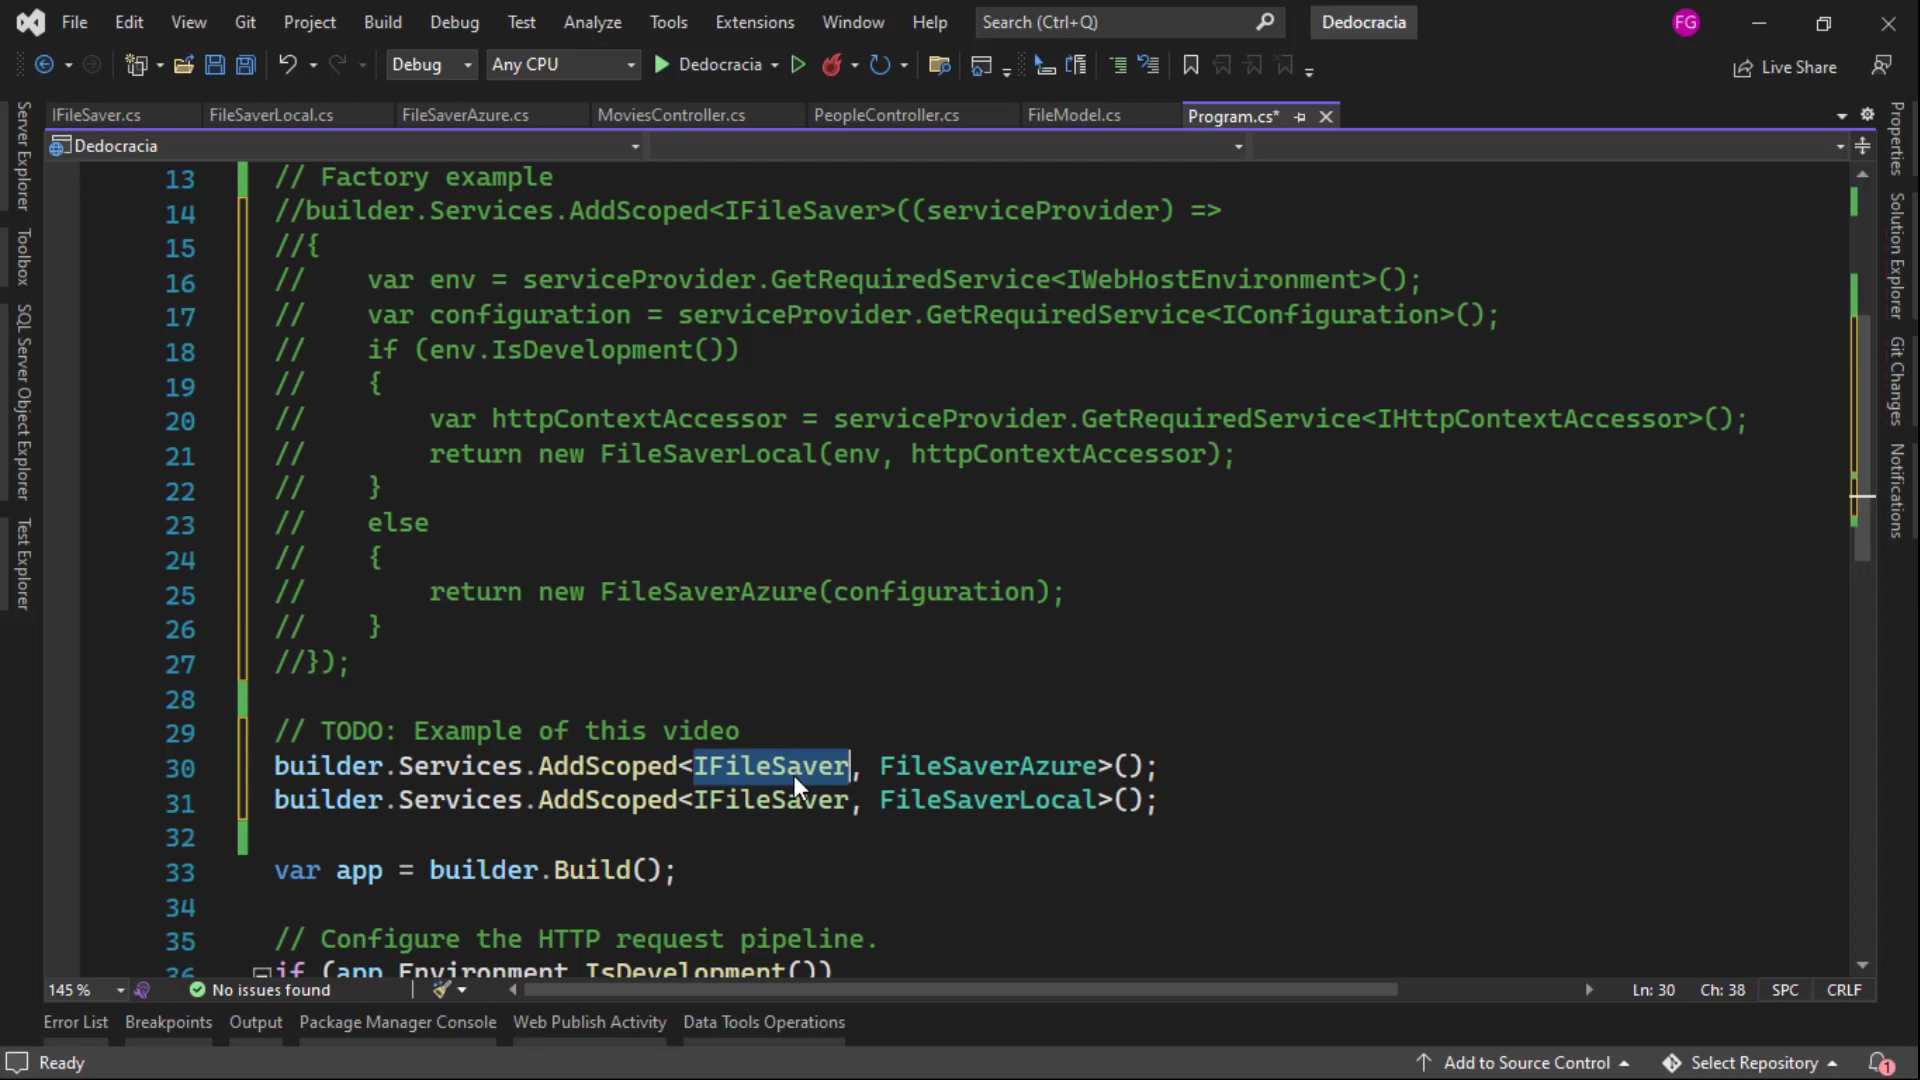 File Edit View Git Project Build Debug Test Analyze Tools Extensions Window Help Search (Ctrl+Q) Dedocracia FG
Debug Any CPU Dedocracia Live Share
IFileSaver.cs FileSaverLocal.cs FileSaverAzure.cs MoviesController.cs PeopleController.cs FileModel.cs Program.cs*
Dedocracia
Server Explorer
Toolbox
SQL Server Object Explorer
Test Explorer
13 // Factory example
14 //builder.Services.AddScoped<IFileSaver>((serviceProvider) =>
15 //{
16 //    var env = serviceProvider.GetRequiredService<IWebHostEnvironment>();
17 //    var configuration = serviceProvider.GetRequiredService<IConfiguration>();
18 //    if (env.IsDevelopment())
19 //    {
20 //        var httpContextAccessor = serviceProvider.GetRequiredService<IHttpContextAccessor>();
21 //        return new FileSaverLocal(env, httpContextAccessor);
22 //    }
23 //    else
24 //    {
25 //        return new FileSaverAzure(configuration);
26 //    }
27 //});
28
29 // TODO: Example of this video
30 builder.Services.AddScoped<IFileSaver, FileSaverAzure>();
31 builder.Services.AddScoped<IFileSaver, FileSaverLocal>();
32
33 var app = builder.Build();
34
35 // Configure the HTTP request pipeline.
36 if (app.Environment.IsDevelopment())
Properties
Solution Explorer
Git Changes
Notifications
145 % No issues found Ln: 30 Ch: 38 SPC CRLF
Error List Breakpoints Output Package Manager Console Web Publish Activity Data Tools Operations
Ready Add to Source Control Select Repository 1